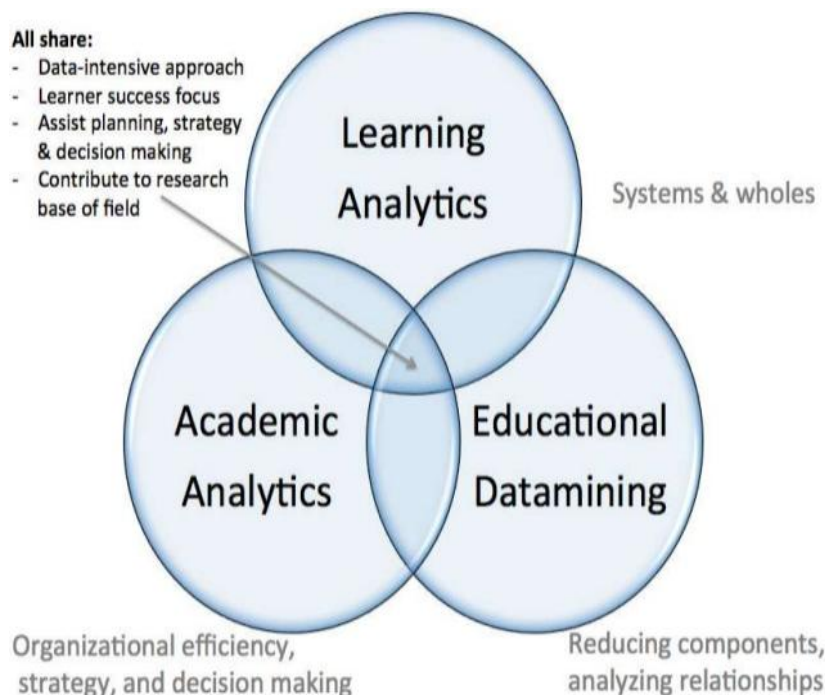 All share:
- Data-intensive approach
- Learner success focus
- Assist planning, strategy
& decision making
- Contribute to research
base of field
Learning
Analytics
Systems & wholes
Academic
Analytics
Educational
Datamining
Organizational efficiency,
strategy, and decision making
Reducing components,
analyzing relationships